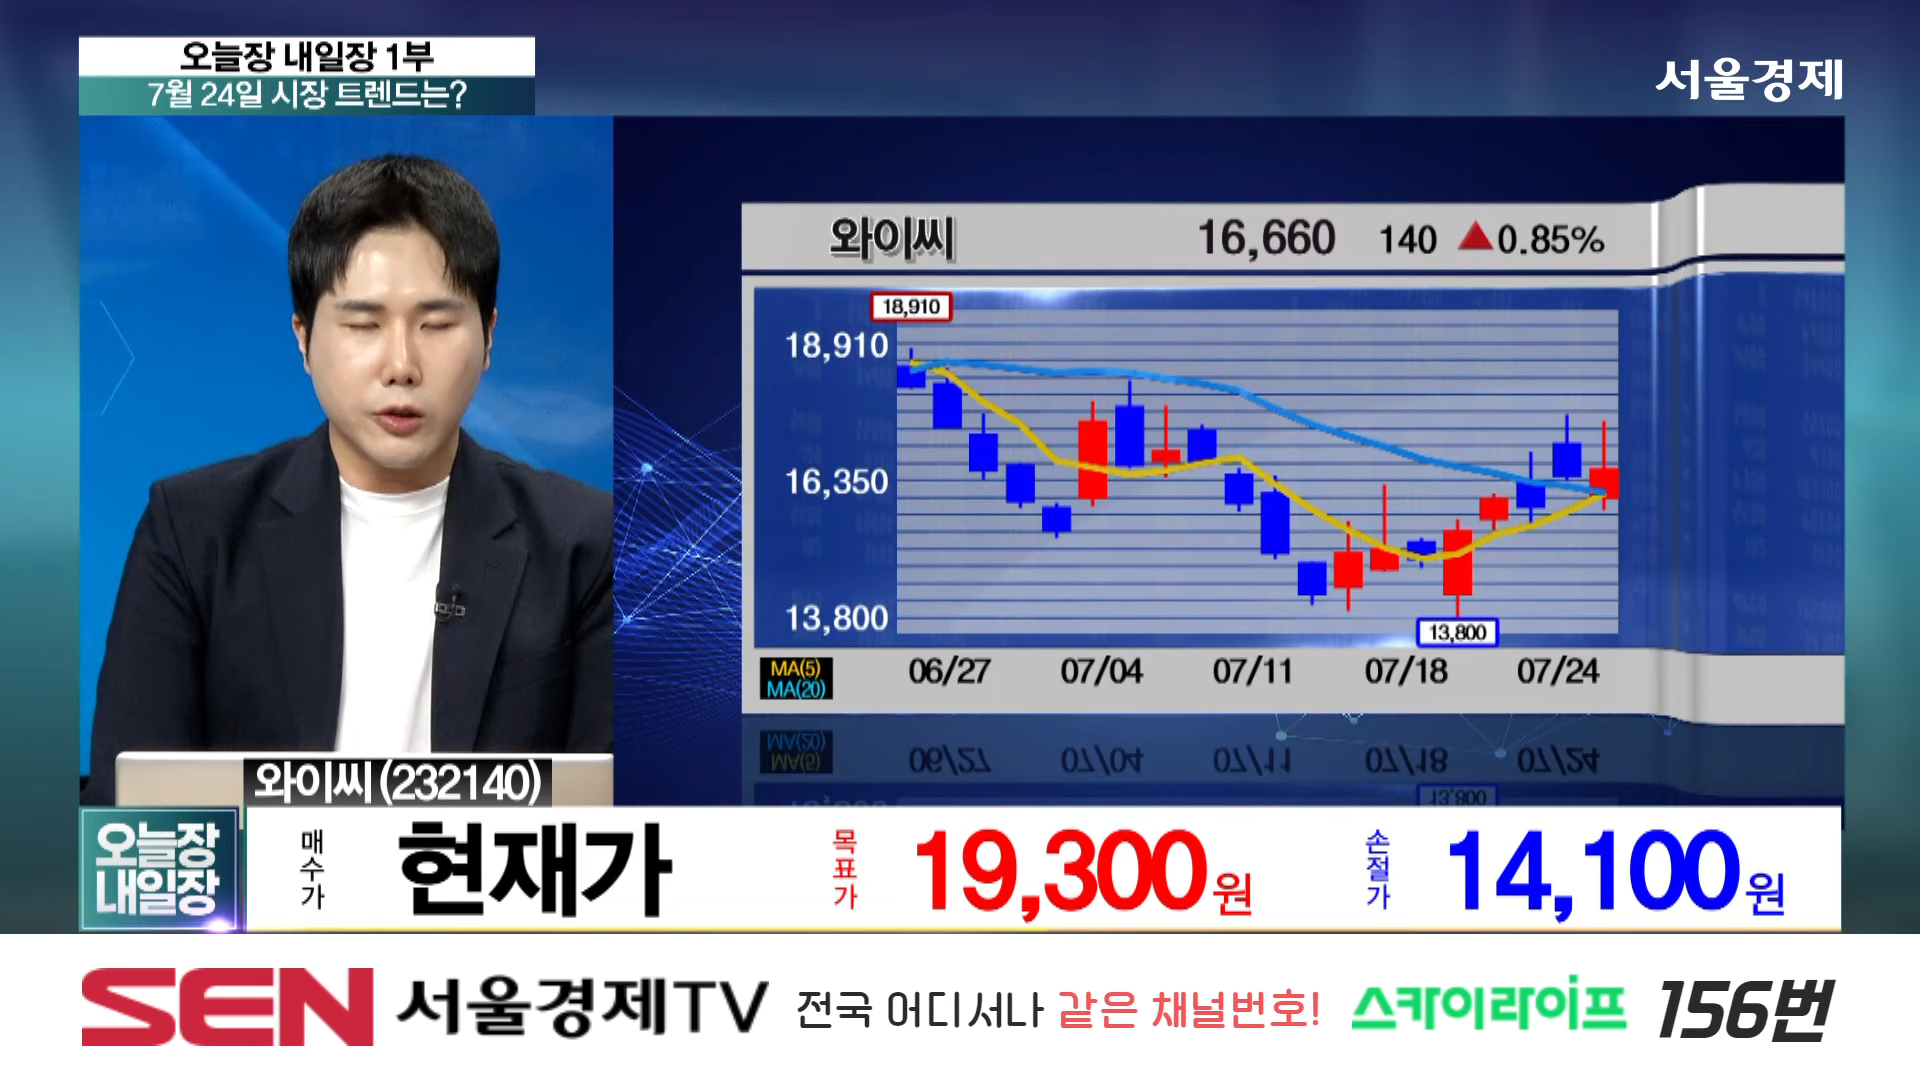 오늘장 내일장 1부
7월 24일 시장 트렌드는?
서울경제
와이씨 16,660 140 ▲0.85%
18,910
18,910
16,350
13,800
13,800
MA(5)
MA(20)
06/27 07/04 07/11 07/18 07/24
와이씨(232140)
오늘장
내일장
매수가 현재가 목표가 19,300원 손절가 14,100원
SEN 서울경제TV 전국 어디서나 같은 채널번호! 스카이라이프 156번